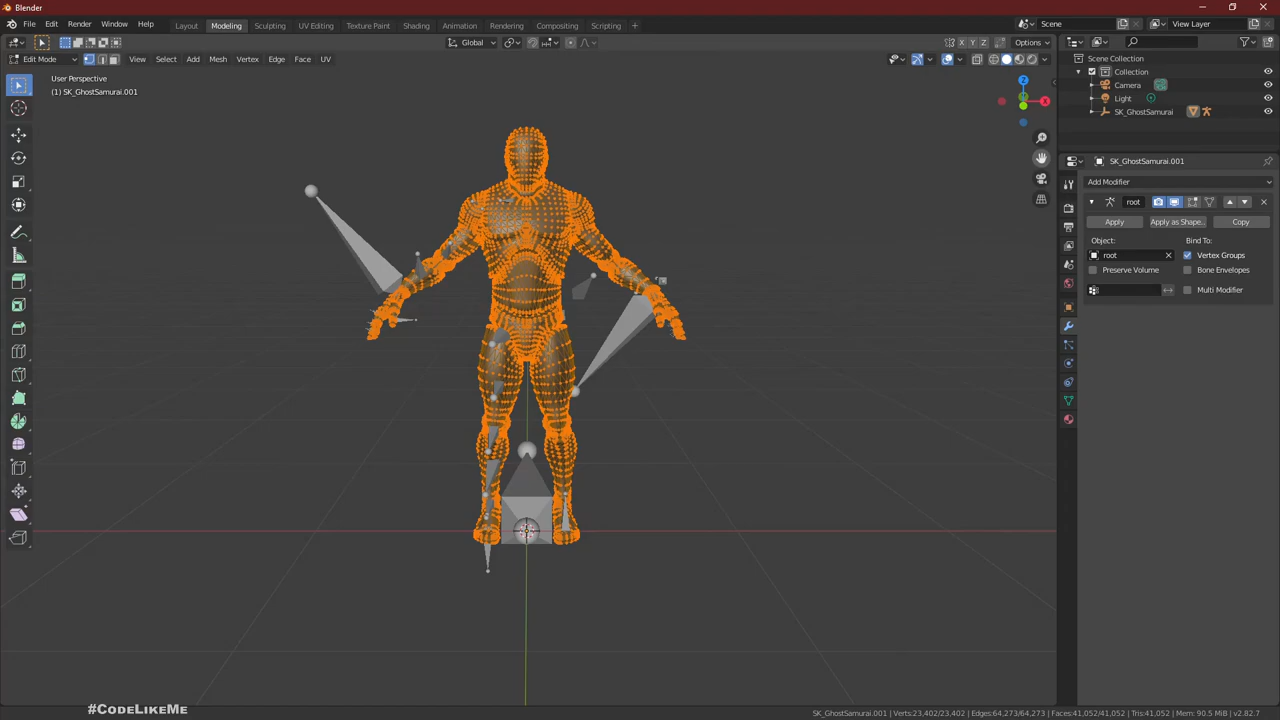 Blender
File Edit Render Window Help Layout Modeling Sculpting UV Editing Texture Paint Shading Animation Rendering Compositing Scripting + Scene View Layer
Global X Y Z Options
Edit Mode View Select Add Mesh Vertex Edge Face UV
User Perspective
(1) SK_GhostSamurai.001
Z
X
Scene Collection
Collection
Camera
Light
SK_GhostSamurai
SK_GhostSamurai.001
Add Modifier
root
Apply Apply as Shape.. Copy
Object: Bind To:
root Vertex Groups
Preserve Volume Bone Envelopes
Multi Modifier
#CodeLikeMe
SK_GhostSamurai.001 | Verts:23,402/23,402 | Edges:64,273/64,273 | Faces:41,052/41,052 | Tris:41,052 | Mem: 90.5 MiB | v2.82.7